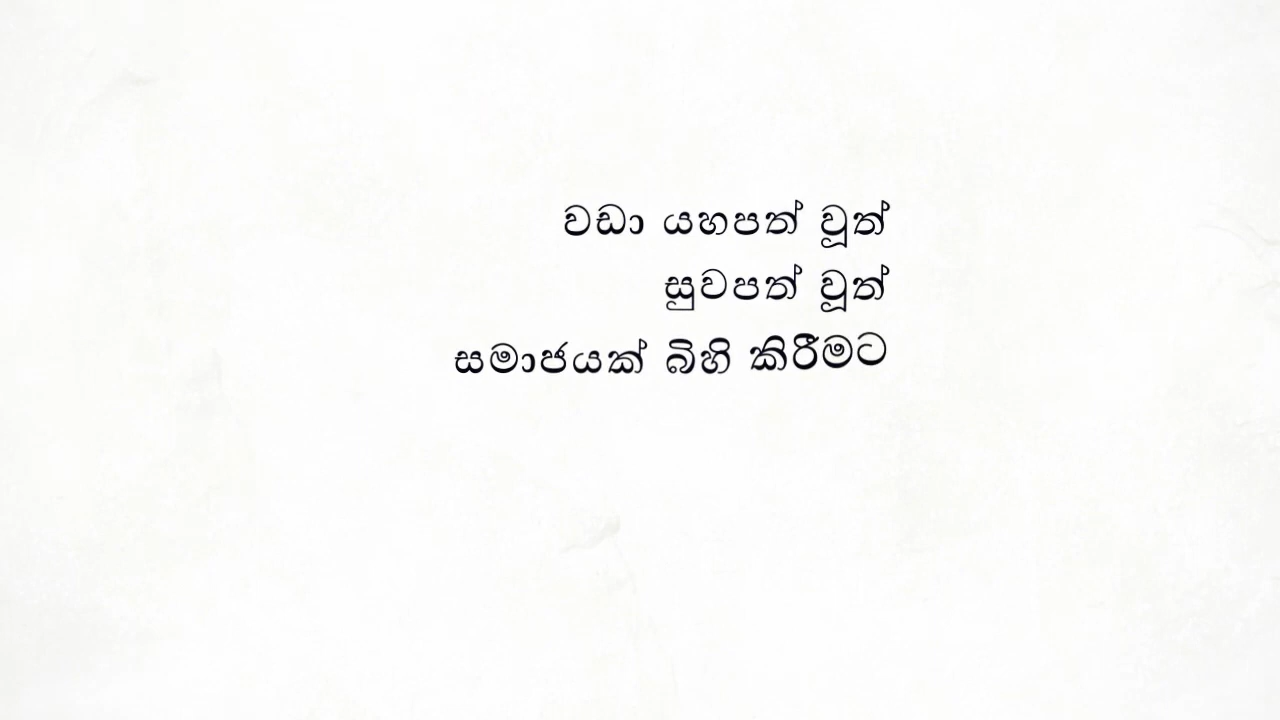 වඩා යහපත් වූත්
සුවපත් වූත්
සමාජයක් බිහි කිරීමට